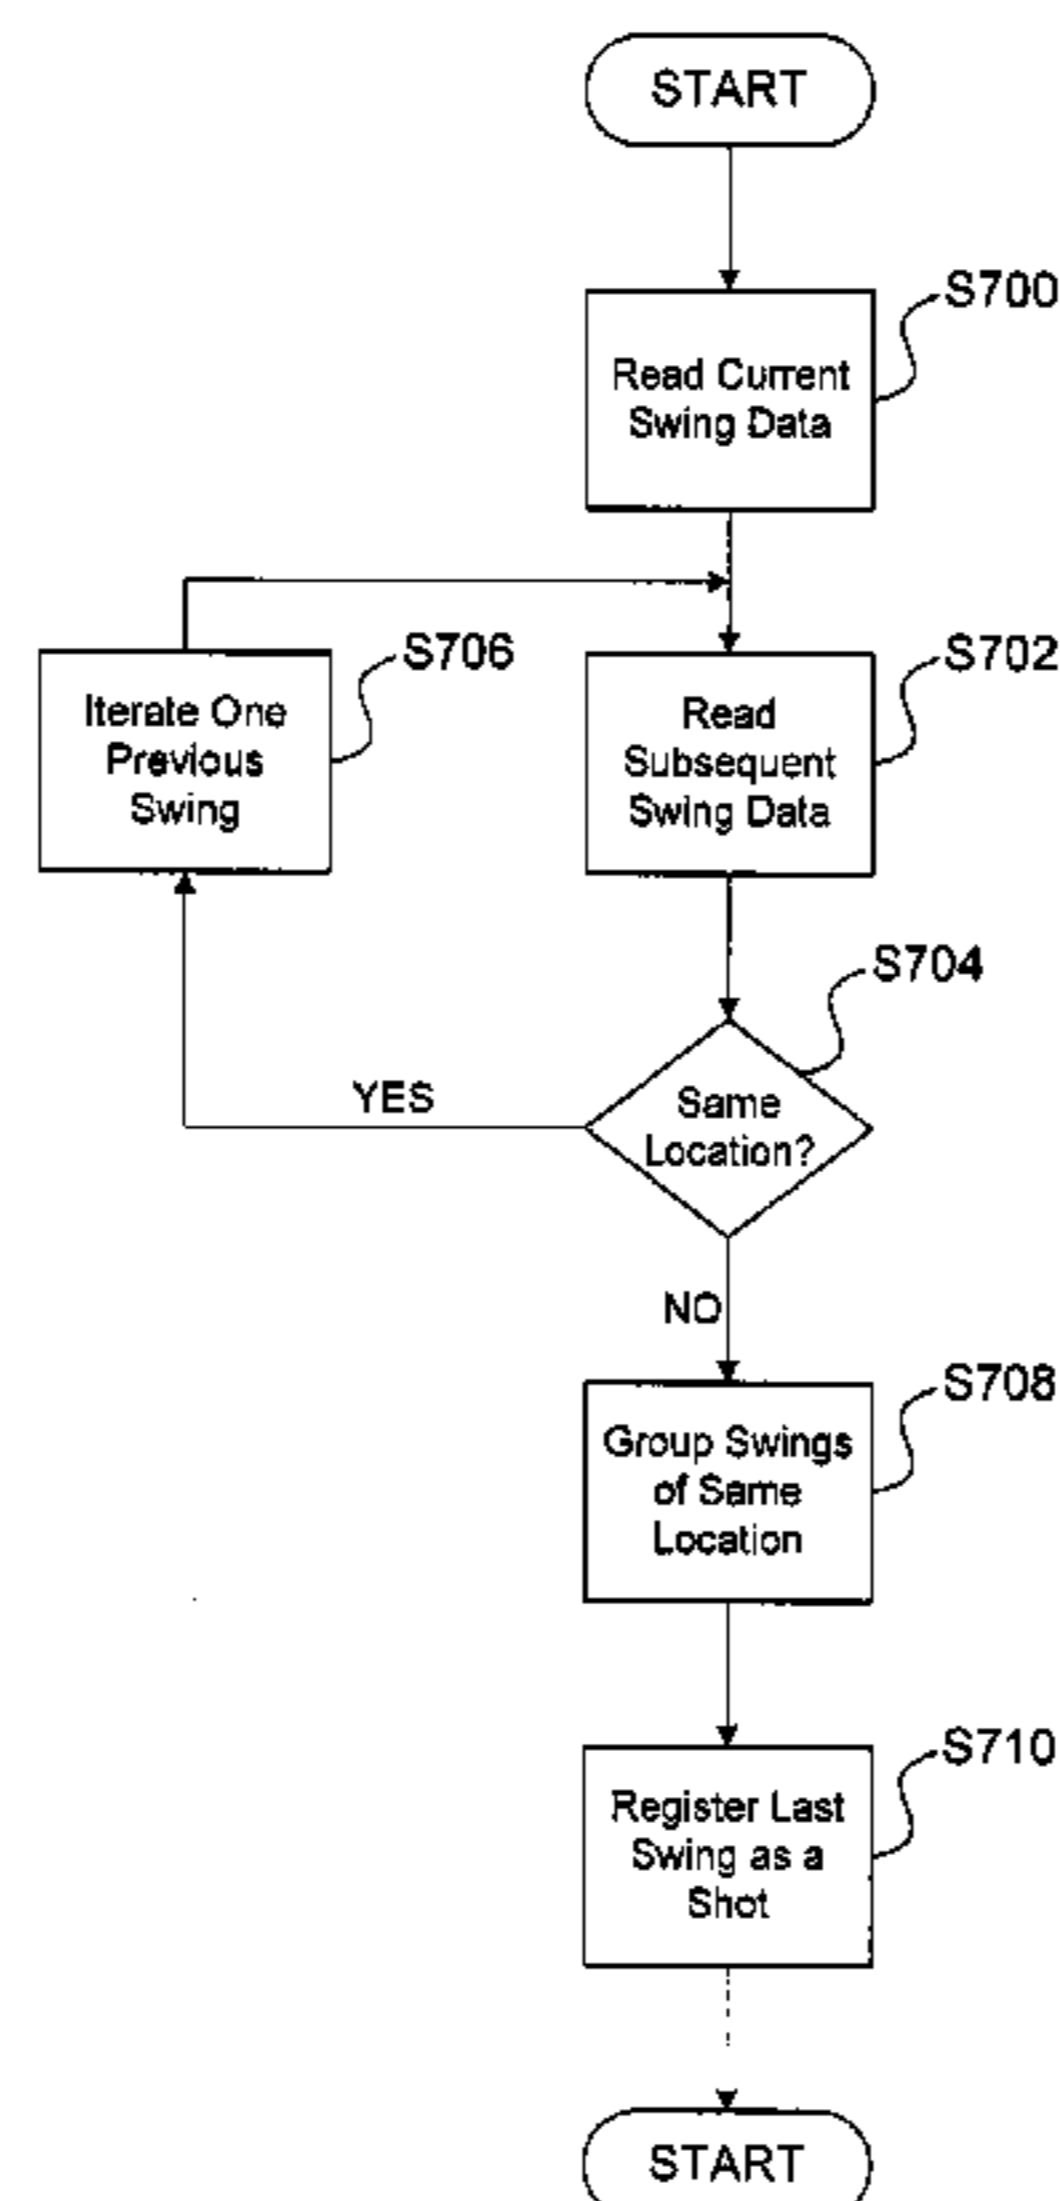 START
S700
Read Current
Swing Data
S706
Iterate One
Previous
Swing
S702
Read
Subsequent
Swing Data
S704
Same
Location?
YES
NO
S708
Group Swings
of Same
Location
S710
Register Last
Swing as a
Shot
START